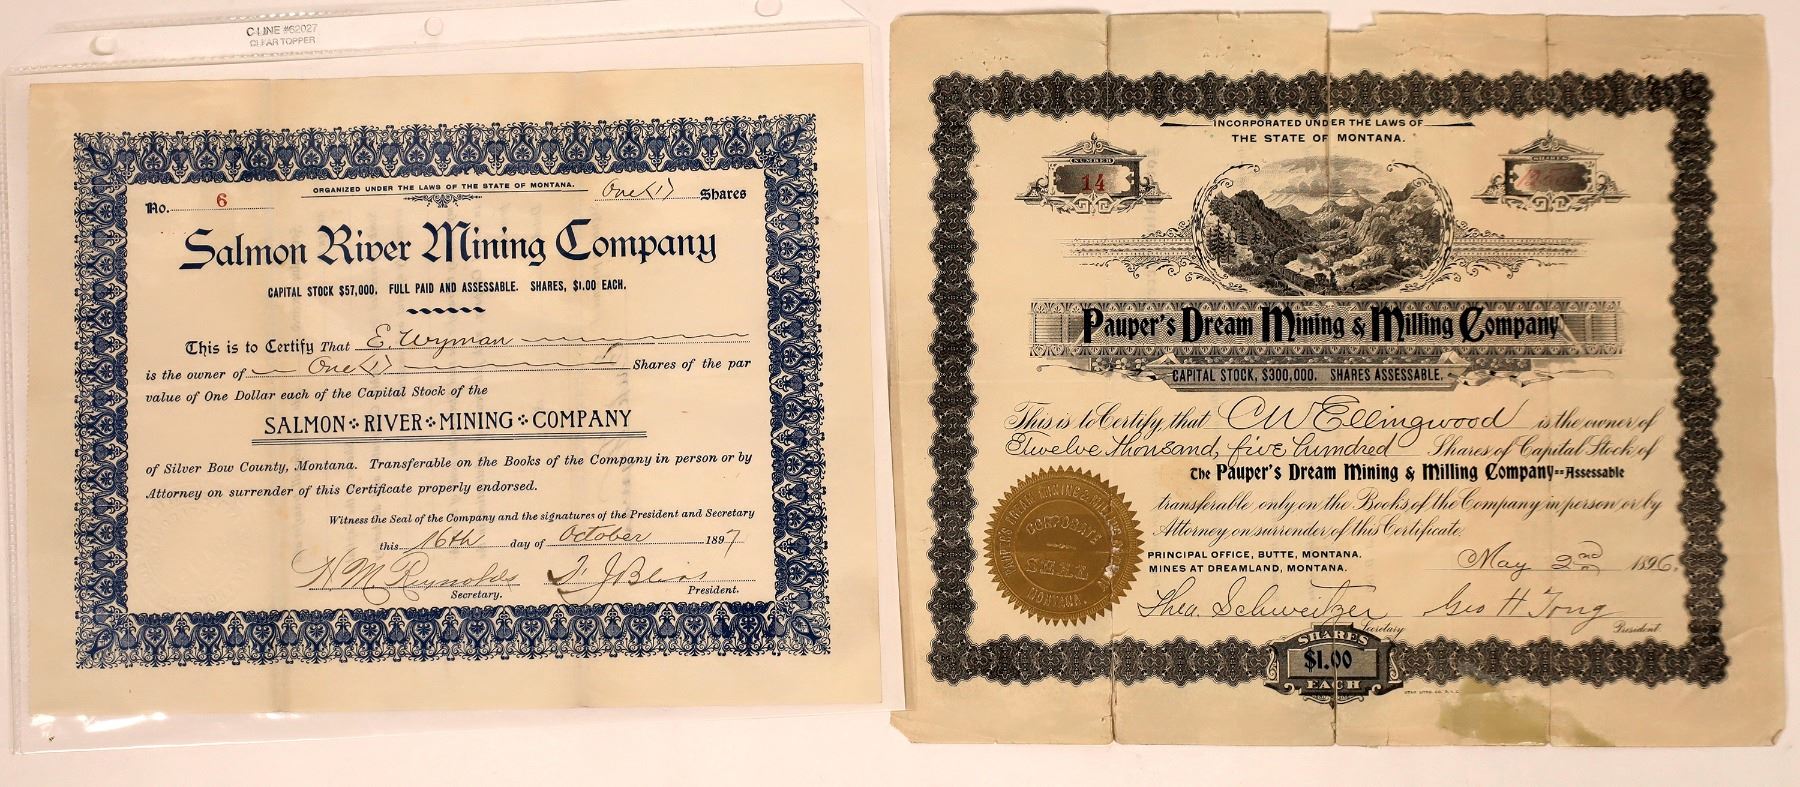 C-LINE #62027
CLEAR TOPPER
ORGANIZED UNDER THE LAWS OF THE STATE OF MONTANA.
No. 6 One (1) Shares
Salmon River Mining Company
CAPITAL STOCK $57,000. FULL PAID AND ASSESSABLE. SHARES, $1.00 EACH.
This is to Certify That E. Wyman
is the owner of One (1) Shares of the par
value of One Dollar each of the Capital Stock of the
SALMON RIVER MINING COMPANY
of Silver Bow County, Montana. Transferable on the Books of the Company in person or by
Attorney on surrender of this Certificate properly endorsed.
Witness the Seal of the Company and the signatures of the President and Secretary
this 16th day of October 1897
H M Reynolds
Secretary. President.
INCORPORATED UNDER THE LAWS OF
THE STATE OF MONTANA.
NUMBER
14
SHARES
Pauper's Dream Mining & Milling Company
CAPITAL STOCK, $300,000. SHARES ASSESSABLE.
This is to Certify that C W Ellingwood is the owner of
Twelve thousand, five hundred Shares of Capital Stock of
The Pauper's Dream Mining & Milling Company--Assessable
transferable only on the Books of the Company in person or by
Attorney on surrender of this Certificate.
PRINCIPAL OFFICE, BUTTE, MONTANA.
MINES AT DREAMLAND, MONTANA.
May 2nd 1896.
CORPORATE
SEAL
MONTANA.
Theo. Schweitzer Geo H Tong
Secretary President
SHARES
$1.00
EACH